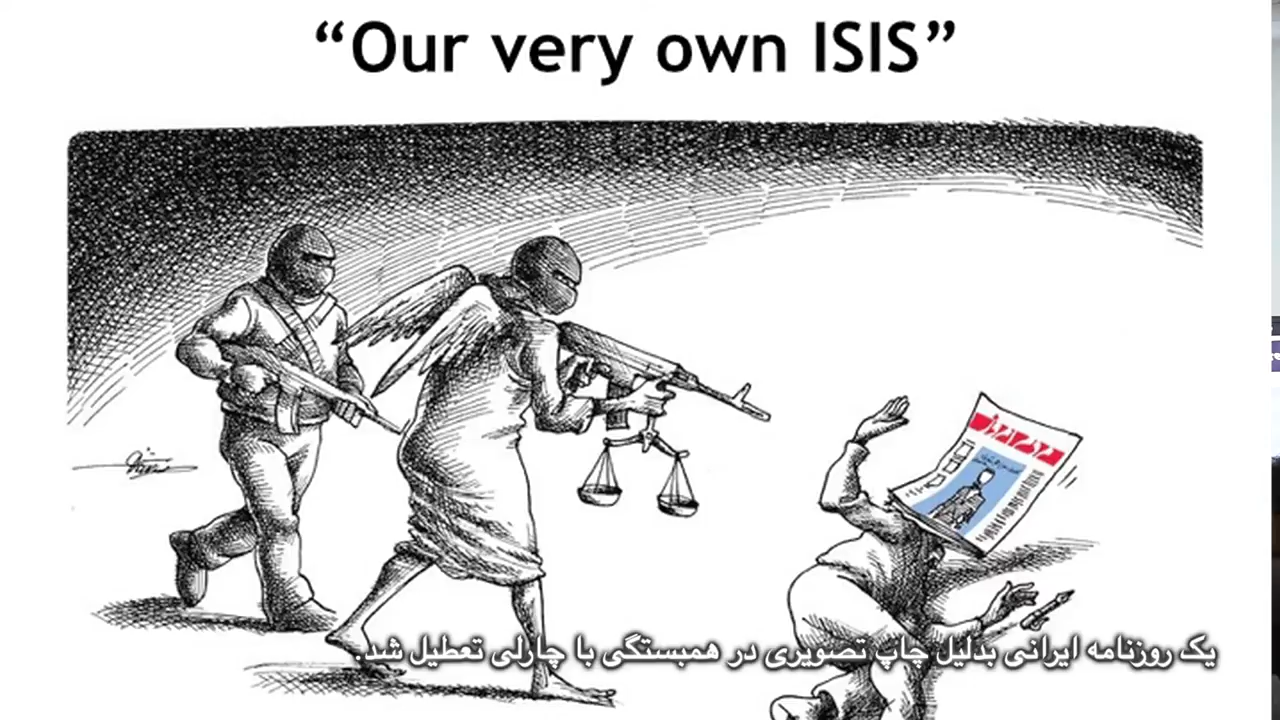 “Our very own ISIS”
یک روزنامه ایرانی بدلیل چاپ تصویری در همبستگی با چارلی تعطیل شد.